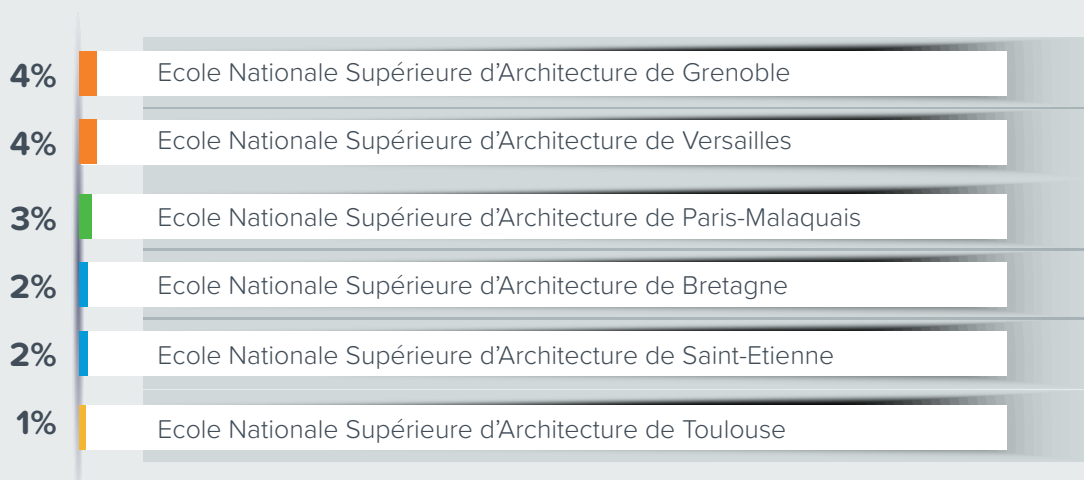 4% Ecole Nationale Supérieure d’Architecture de Grenoble
4% Ecole Nationale Supérieure d’Architecture de Versailles
3% Ecole Nationale Supérieure d’Architecture de Paris-Malaquais
2% Ecole Nationale Supérieure d’Architecture de Bretagne
2% Ecole Nationale Supérieure d’Architecture de Saint-Etienne
1% Ecole Nationale Supérieure d’Architecture de Toulouse